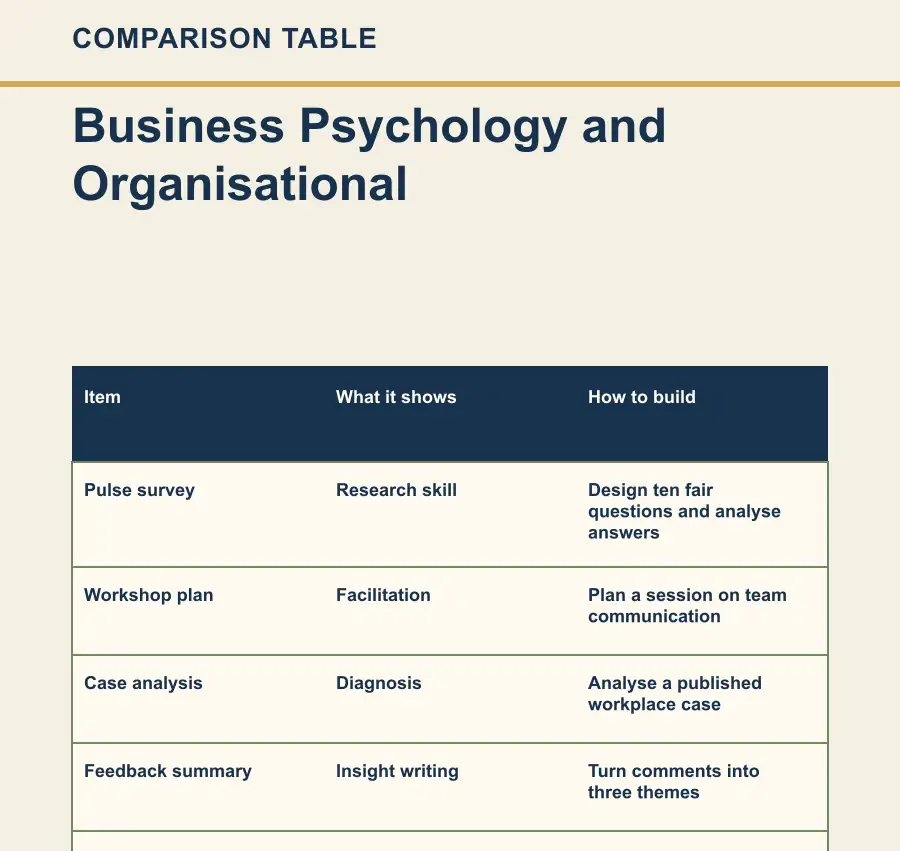 COMPARISON TABLE
Business Psychology and
Organisational
Item What it shows How to build
Pulse survey Research skill Design ten fair
questions and analyse
answers
Workshop plan Facilitation Plan a session on team
communication
Case analysis Diagnosis Analyse a published
workplace case
Feedback summary Insight writing Turn comments into
three themes